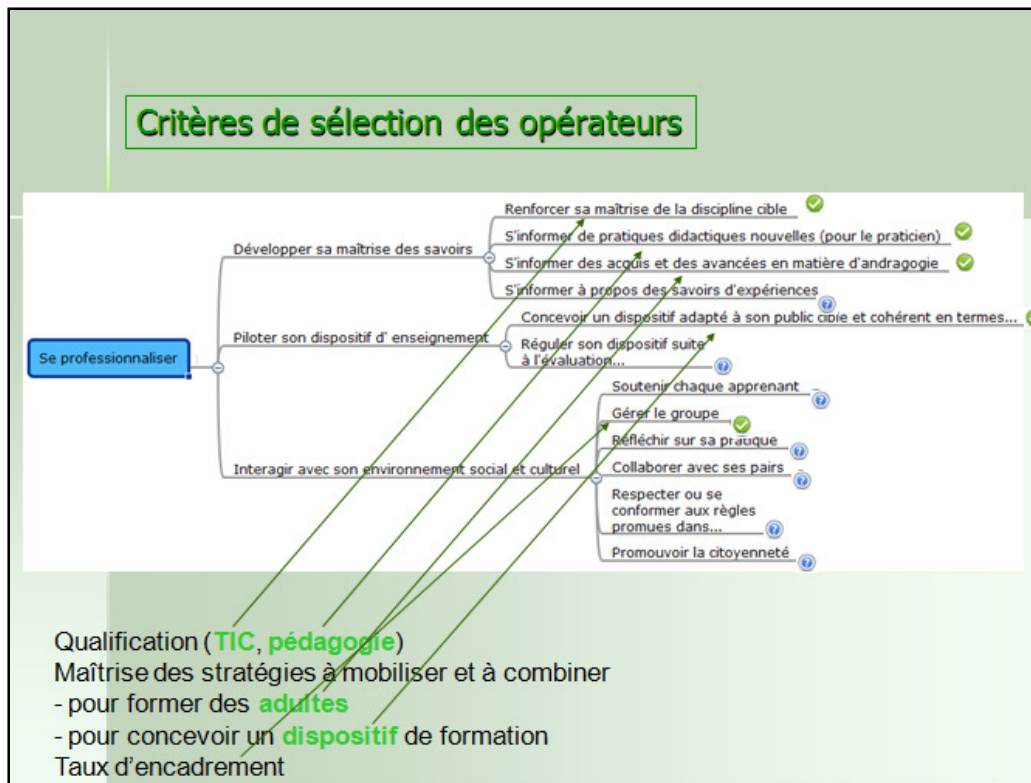 Critères de sélection des opérateurs
Se professionnaliser
Développer sa maîtrise des savoirs
Renforcer sa maîtrise de la discipline cible
S'informer de pratiques didactiques nouvelles (pour le praticien)
S'informer des acquis et des avancées en matière d'andragogie
S'informer à propos des savoirs d'expériences
Piloter son dispositif d' enseignement
Concevoir un dispositif adapté à son public cible et cohérent en termes...
Réguler son dispositif suite
à l'évaluation...
Interagir avec son environnement social et culturel
Soutenir chaque apprenant
Gérer le groupe
Réfléchir sur sa pratique
Collaborer avec ses pairs
Respecter ou se
conformer aux règles
promues dans...
Promouvoir la citoyenneté
Qualification (TIC, pédagogie)
Maîtrise des stratégies à mobiliser et à combiner
- pour former des adultes
- pour concevoir un dispositif de formation
Taux d'encadrement